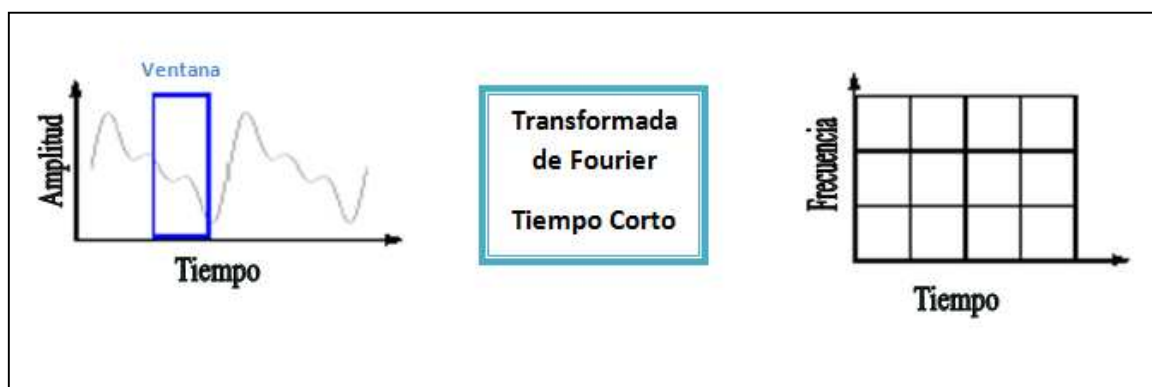 Ventana
Amplitud
Tiempo
Transformada
de Fourier
Tiempo Corto
Frecuencia
Tiempo